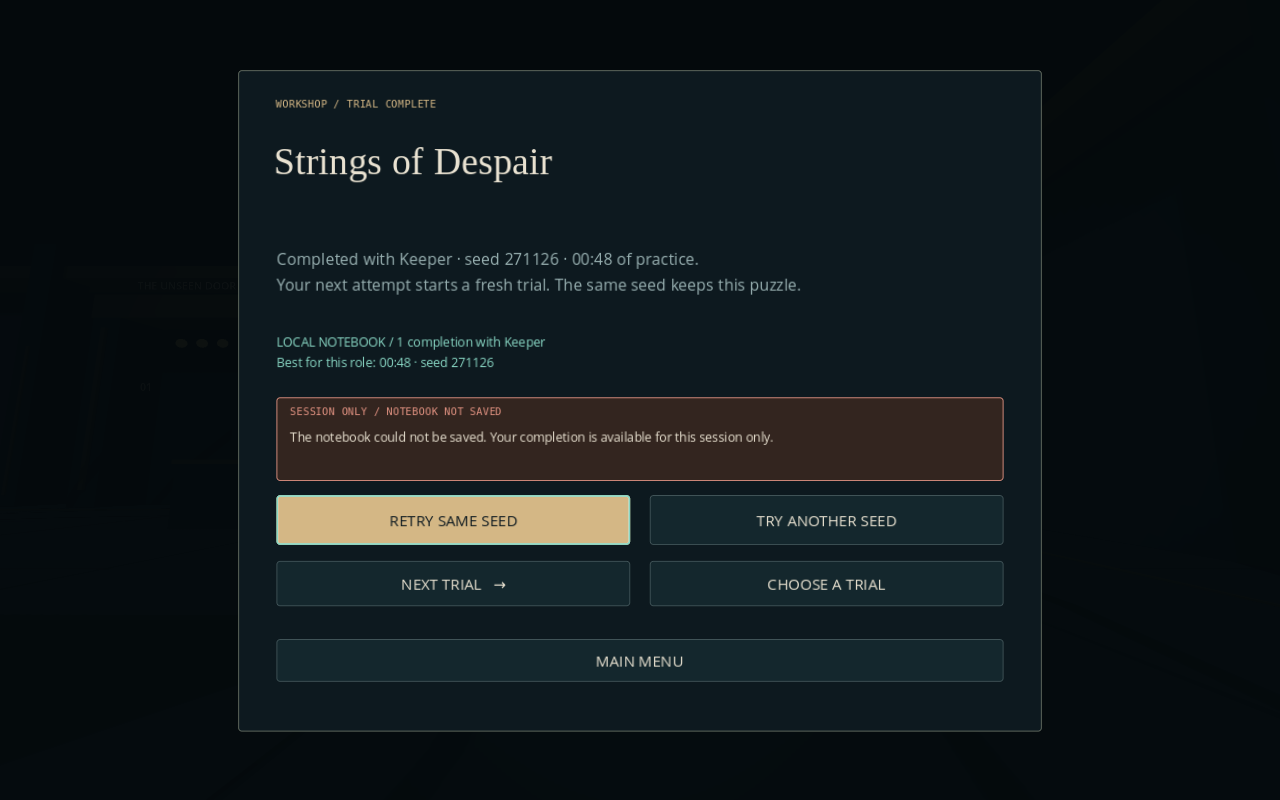 WORKSHOP / TRIAL COMPLETE
Strings of Despair
Completed with Keeper · seed 271126 · 00:48 of practice.
Your next attempt starts a fresh trial. The same seed keeps this puzzle.
LOCAL NOTEBOOK / 1 completion with Keeper
Best for this role: 00:48 · seed 271126
SESSION ONLY / NOTEBOOK NOT SAVED
The notebook could not be saved. Your completion is available for this session only.
RETRY SAME SEED
TRY ANOTHER SEED
NEXT TRIAL →
CHOOSE A TRIAL
MAIN MENU